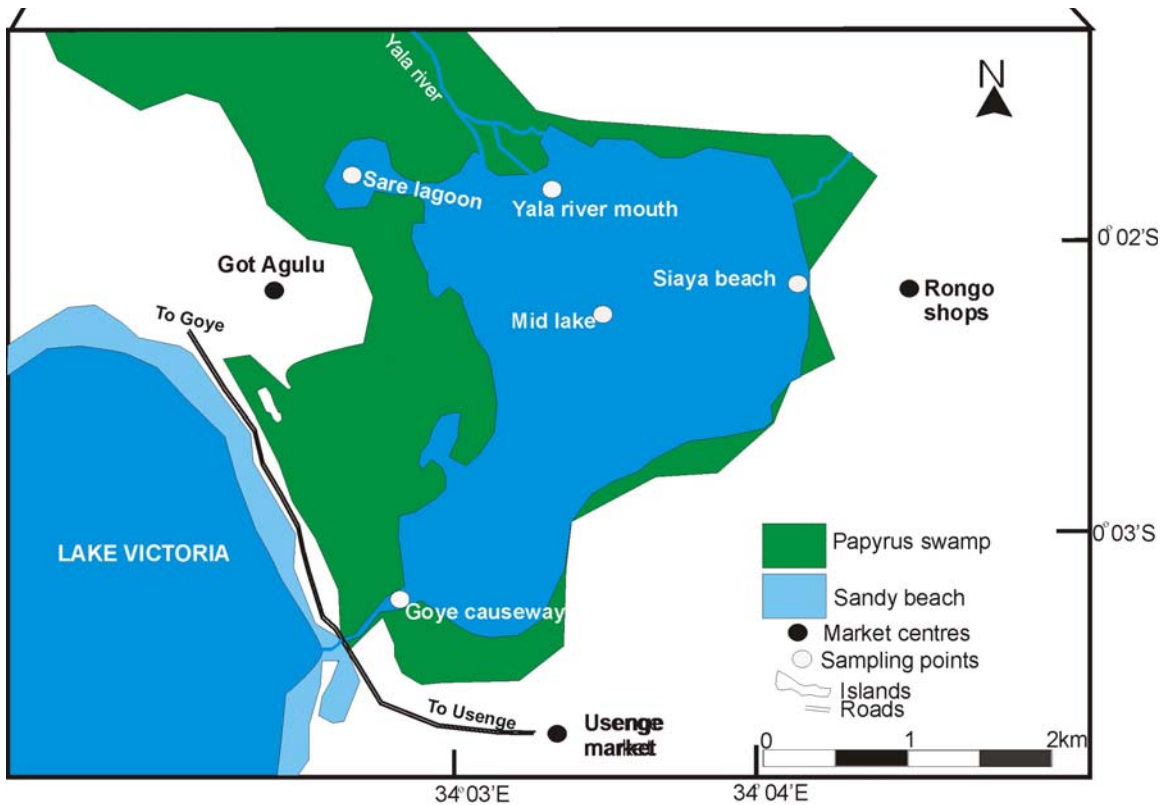 Yala river
N
Sare lagoon
Yala river mouth
0° 02'S
Got Agulu
Siaya beach
Rongo
shops
To Goye
Mid lake
LAKE VICTORIA
0° 03'S
Papyrus swamp
Sandy beach
Goye causeway
Market centres
Sampling points
Islands
Roads
To Usenge
Usenge
market
0 1 2km
34° 03'E 34° 04'E